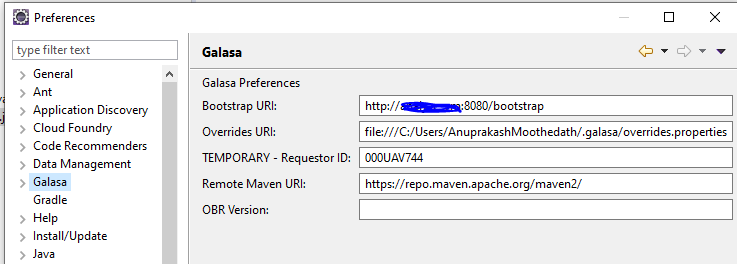 Preferences
type filter text
General
Ant
Application Discovery
Cloud Foundry
Code Recommenders
Data Management
Galasa
Gradle
Help
Install/Update
Java
Galasa
Galasa Preferences
Bootstrap URI: http://:8080/bootstrap
Overrides URI: file:///C:/Users/AnuprakashMoothedath/.galasa/overrides.properties
TEMPORARY - Requestor ID: 000UAV744
Remote Maven URI: https://repo.maven.apache.org/maven2/
OBR Version: